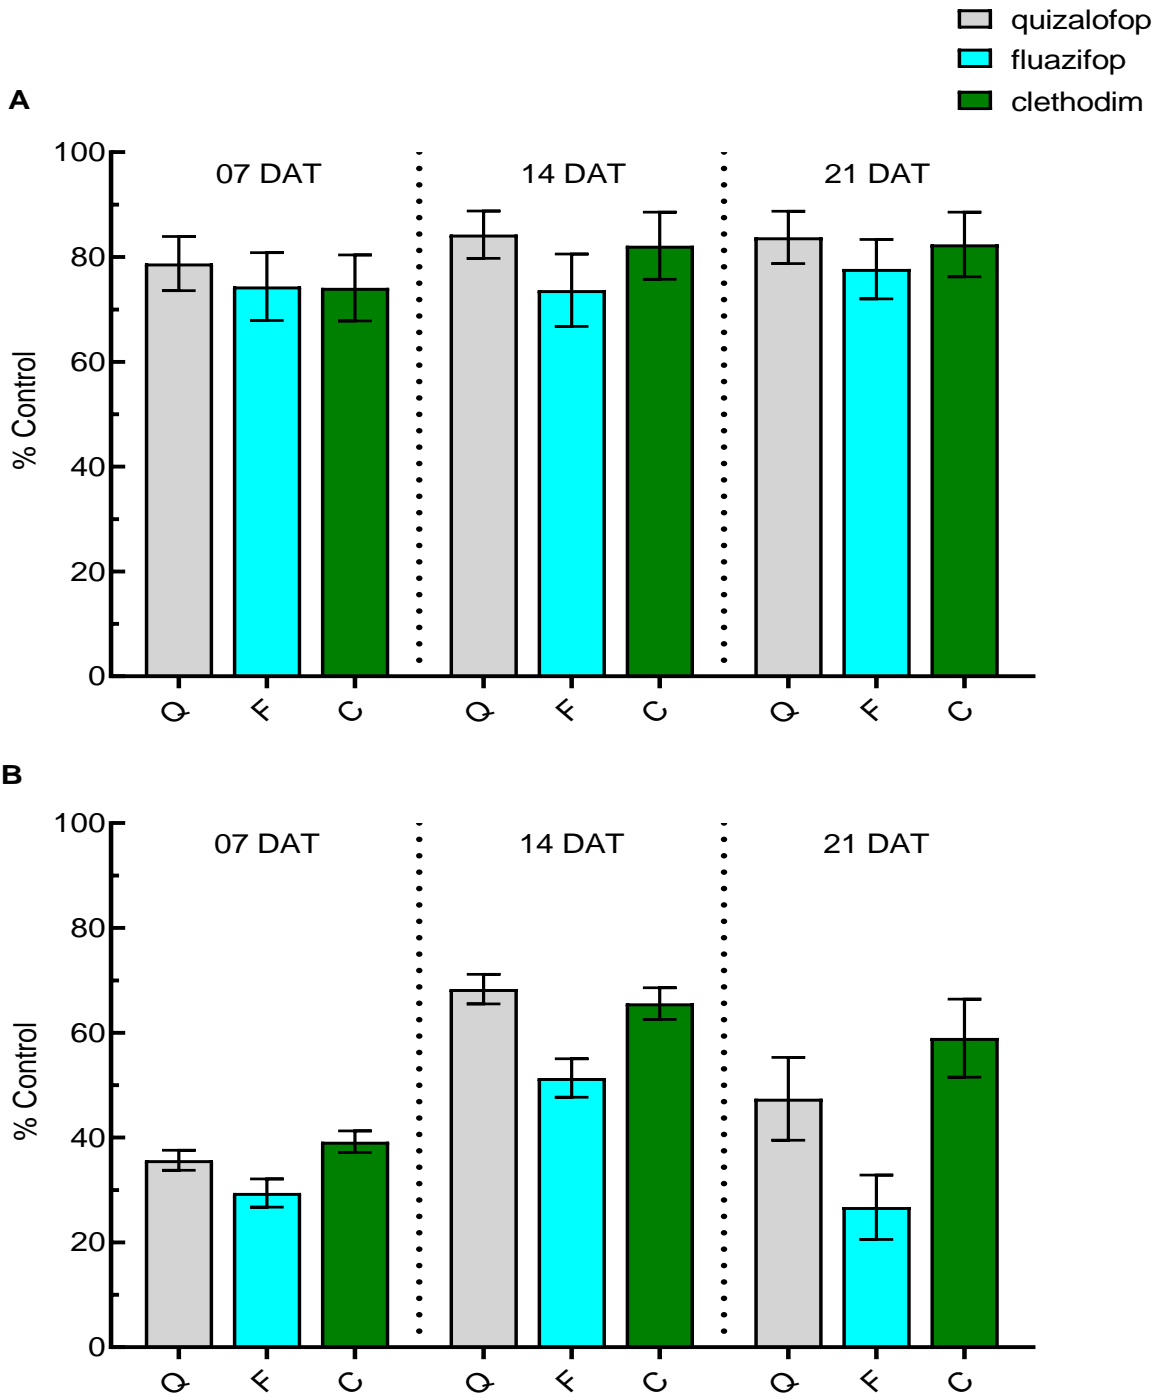 quizalofop
fluazifop
clethodim
A
100
80
60
40
20
0
% Control
07 DAT
14 DAT
21 DAT
Q
F
C
Q
F
C
Q
F
C
B
100
80
60
40
20
0
% Control
07 DAT
14 DAT
21 DAT
Q
F
C
Q
F
C
Q
F
C